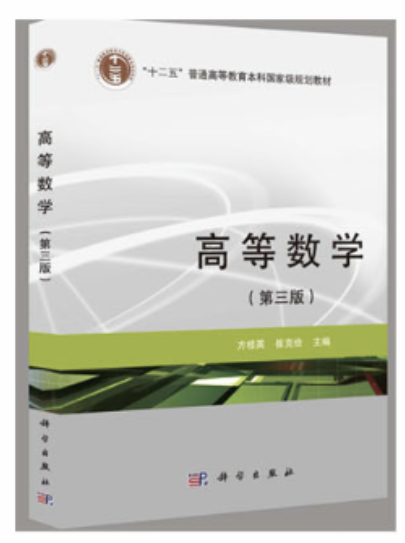 "十二五"普通高等教育本科国家级规划教材
高等数学
(第三版)
方桂英 崔克俭 主编
科学出版社
高等数学(第三版)
科学出版社